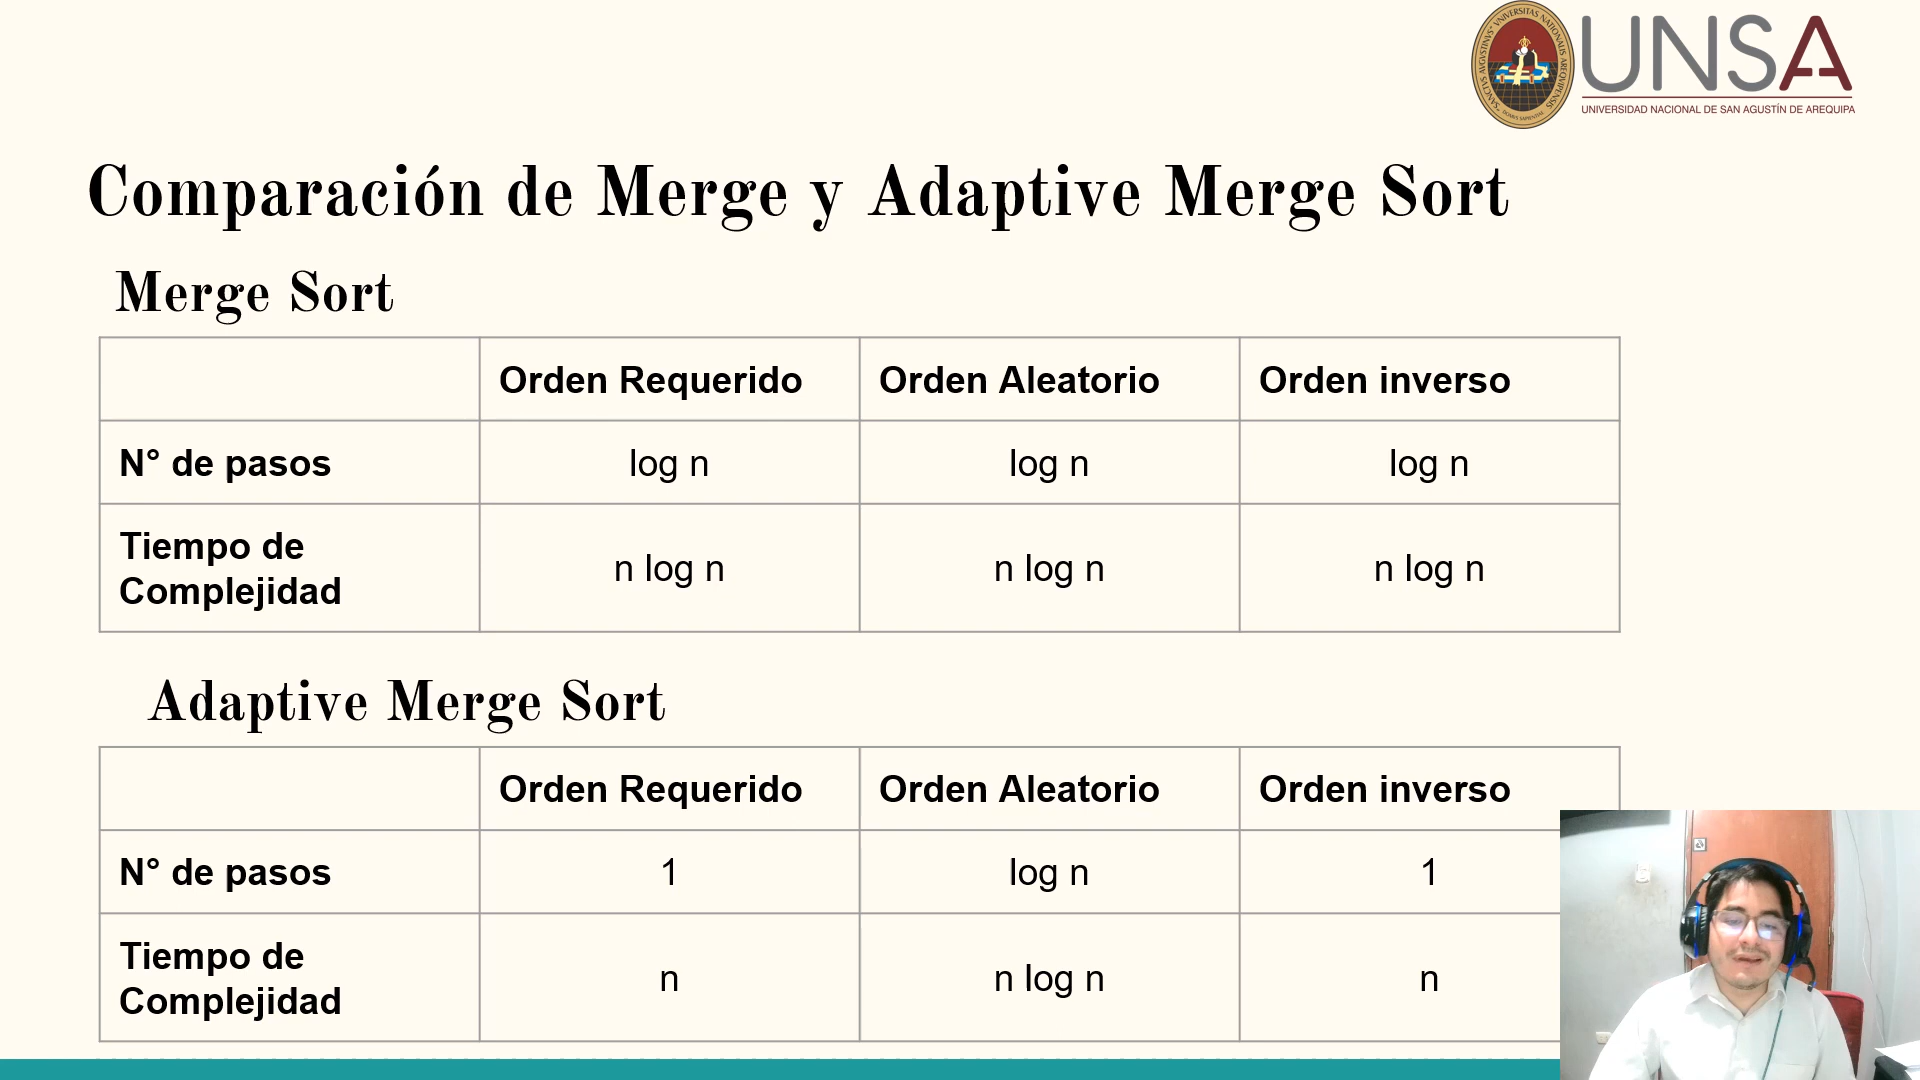 UNSA
UNIVERSIDAD NACIONAL DE SAN AGUSTÍN DE AREQUIPA
Comparación de Merge y Adaptive Merge Sort
Merge Sort
Orden Requerido Orden Aleatorio Orden inverso
N° de pasos log n log n log n
Tiempo de
Complejidad n log n n log n n log n
Adaptive Merge Sort
Orden Requerido Orden Aleatorio Orden inverso
N° de pasos 1 log n 1
Tiempo de
Complejidad n n log n n